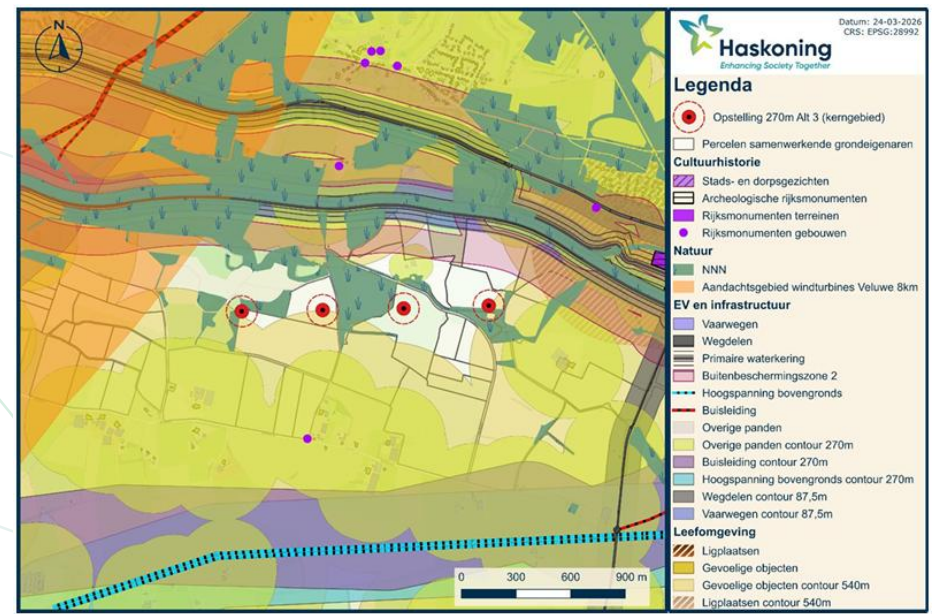 N
0 300 600 900 m
Datum: 24-03-2026
CRS: EPSG:28992
Haskoning
Enhancing Society Together
Legenda
Opstelling 270m Alt 3 (kerngebied)
Percelen samenwerkende grondeigenaren
Cultuurhistorie
Stads- en dorpsgezichten
Archeologische rijksmonumenten
Rijksmonumenten terreinen
Rijksmonumenten gebouwen
Natuur
NNN
Aandachtsgebied windturbines Veluwe 8km
EV en infrastructuur
Vaarwegen
Wegdelen
Primaire waterkering
Buitenbeschermingszone 2
Hoogspanning bovengronds
Buisleiding
Overige panden
Overige panden contour 270m
Buisleiding contour 270m
Hoogspanning bovengronds contour 270m
Wegdelen contour 87,5m
Vaarwegen contour 87,5m
Leefomgeving
Ligplaatsen
Gevoelige objecten
Gevoelige objecten contour 540m
Ligplaatsen contour 540m